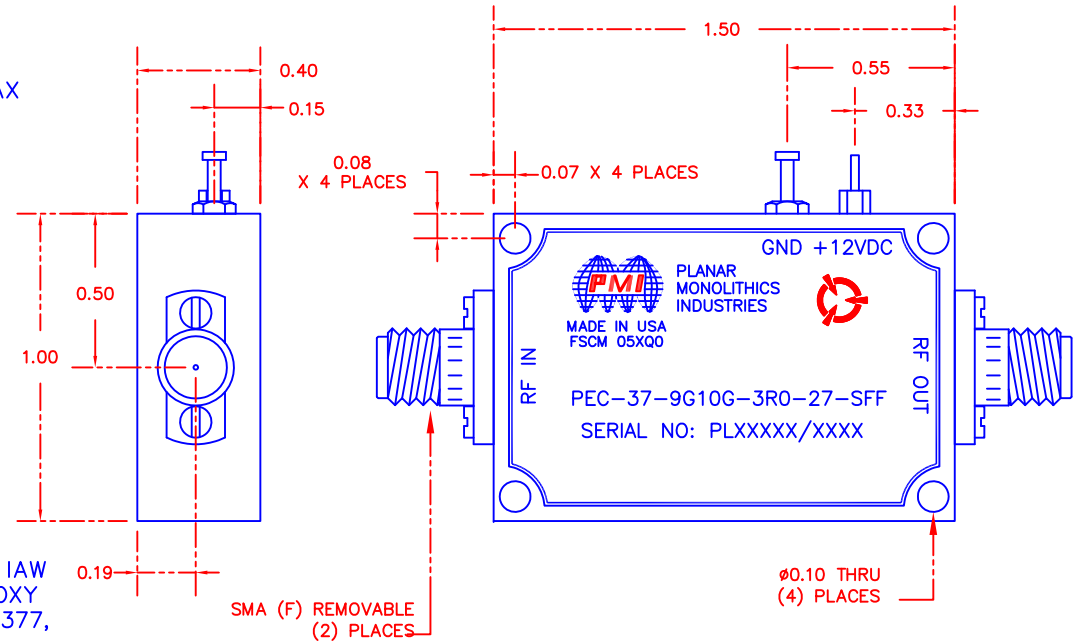 1.50
0.40
0.55
AX
0.15
0.33
0.08
X 4 PLACES
0.07 X 4 PLACES
GND +12VDC
PMI
PLANAR
MONOLITHICS
INDUSTRIES
MADE IN USA
FSCM 05XQ0
0.50
1.00
RF IN
RF OUT
PEC-37-9G10G-3R0-27-SFF
SERIAL NO: PLXXXXX/XXXX
IAW
OXY
377,
0.19
SMA (F) REMOVABLE
(2) PLACES
ø0.10 THRU
(4) PLACES